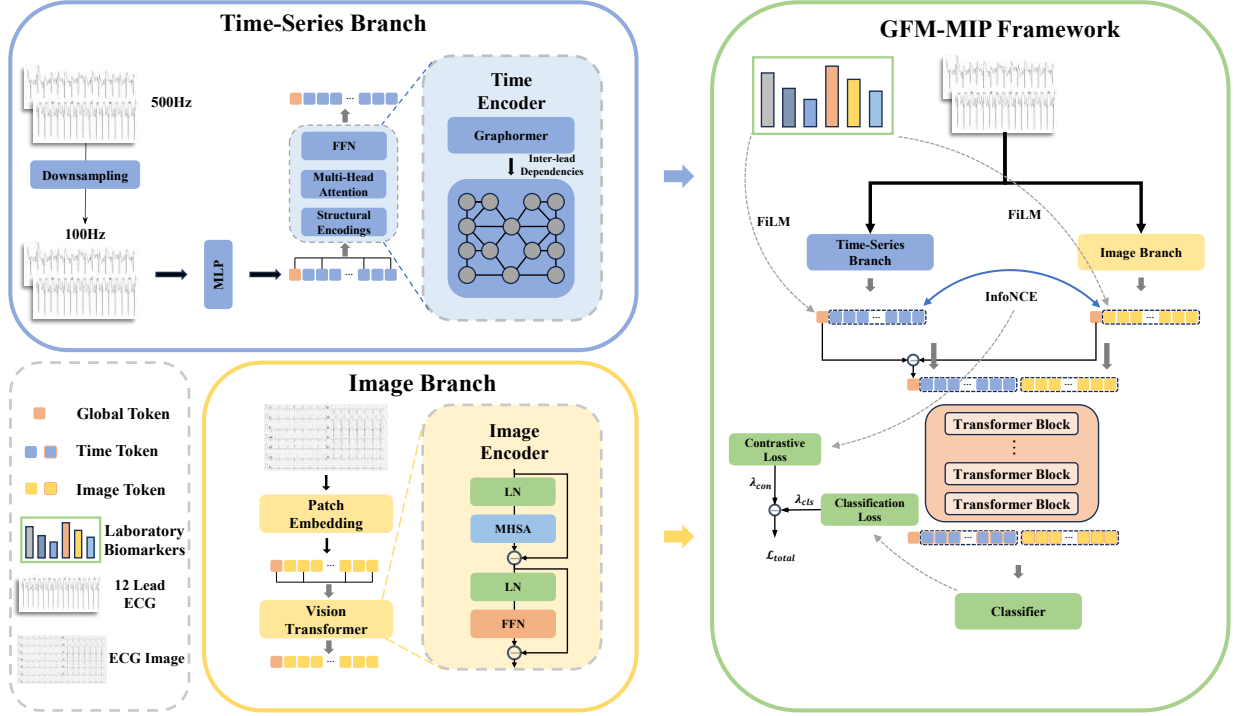 Time-Series Branch
500Hz
Downsampling
100Hz
MLP
...
FFN
Multi-Head
Attention
Structural
Encodings
...
Time
Encoder
Graphormer
Inter-lead
Dependencies
Global Token
Time Token
Image Token
Laboratory
Biomarkers
12 Lead
ECG
ECG Image
Image Branch
Patch
Embedding
...
Vision
Transformer
...
Image
Encoder
LN
MHSA
LN
FFN
GFM-MIP Framework
FiLM
FiLM
Time-Series
Branch
Image Branch
InfoNCE
...
...
...
...
Transformer Block
⋮
Transformer Block
Transformer Block
Contrastive
Loss
λcon
λcls
Classification
Loss
ℒtotal
...
...
Classifier